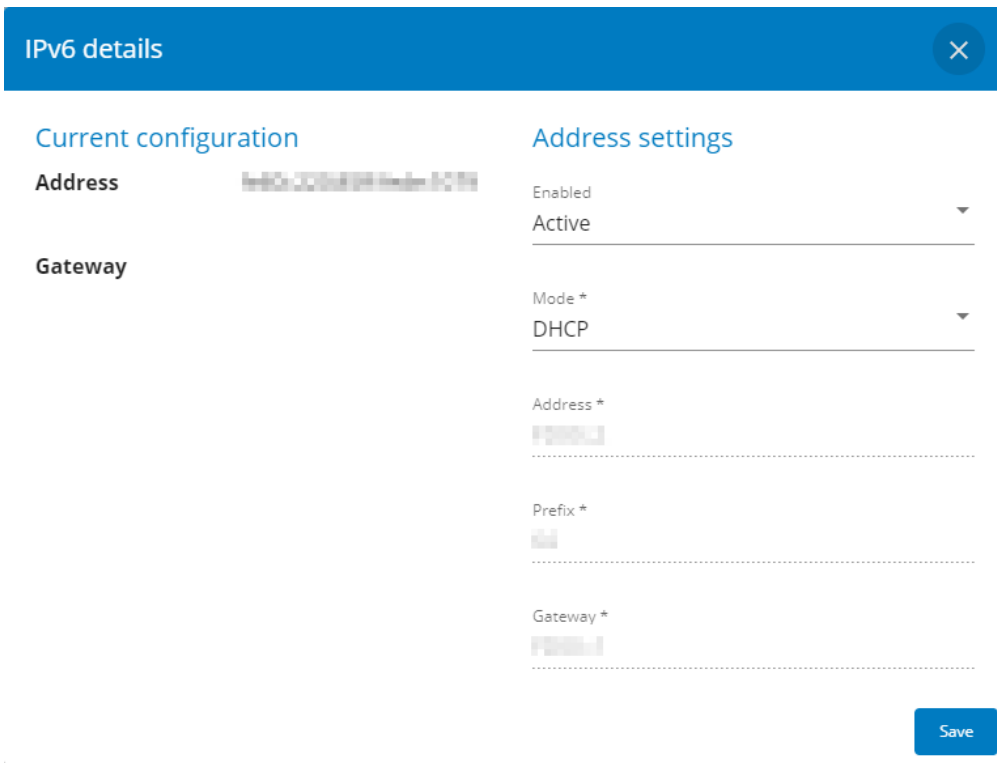 IPv6 details
Current configuration
Address
Gateway
Address settings
Enabled
Active
Mode *
DHCP
Address *
Prefix *
Gateway *
Save